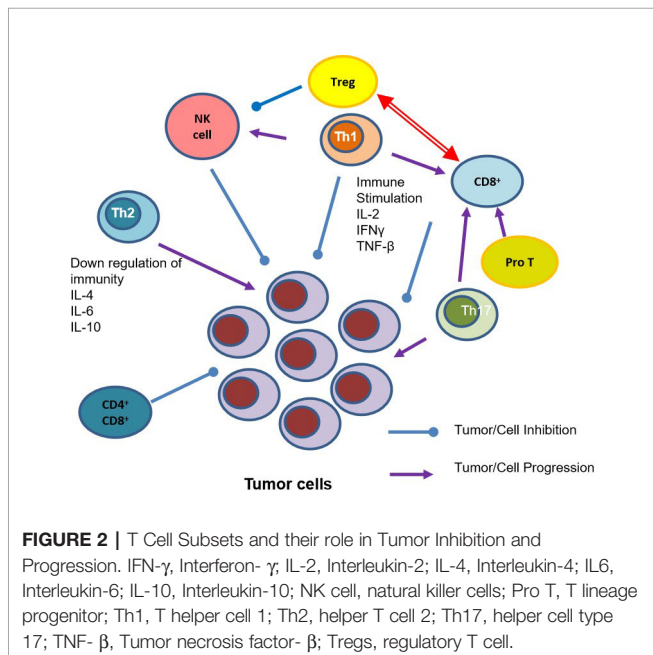 Treg
NK
cell
Th1
CD8+
Immune
Stimulation
IL-2
IFNγ
TNF-β
Th2
Down regulation of
immunity
IL-4
IL-6
IL-10
Pro T
Th17
CD4+
CD8+
Tumor/Cell Inhibition
Tumor/Cell Progression
Tumor cells
FIGURE 2 | T Cell Subsets and their role in Tumor Inhibition and
Progression. IFN-γ, Interferon- γ; IL-2, Interleukin-2; IL-4, Interleukin-4; IL6,
Interleukin-6; IL-10, Interleukin-10; NK cell, natural killer cells; Pro T, T lineage
progenitor; Th1, T helper cell 1; Th2, helper T cell 2; Th17, helper cell type
17; TNF- β, Tumor necrosis factor- β; Tregs, regulatory T cell.